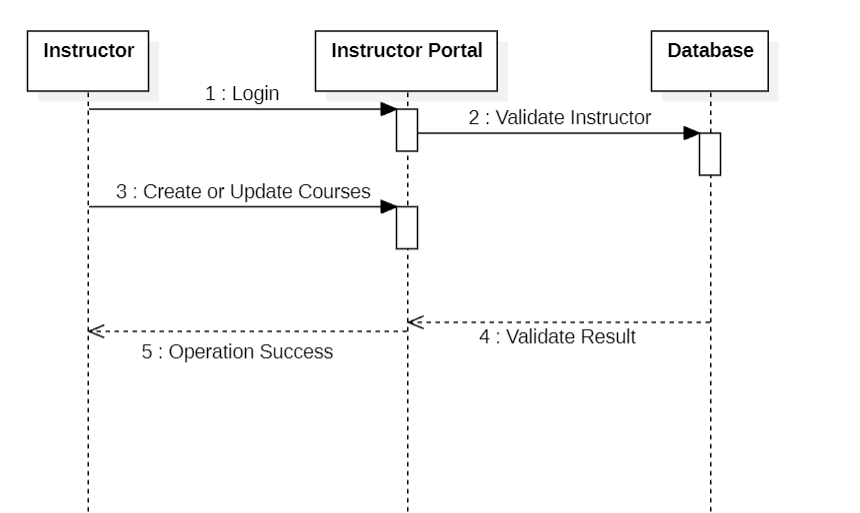 Instructor
Instructor Portal
Database
1 : Login
2 : Validate Instructor
3 : Create or Update Courses
4 : Validate Result
5 : Operation Success